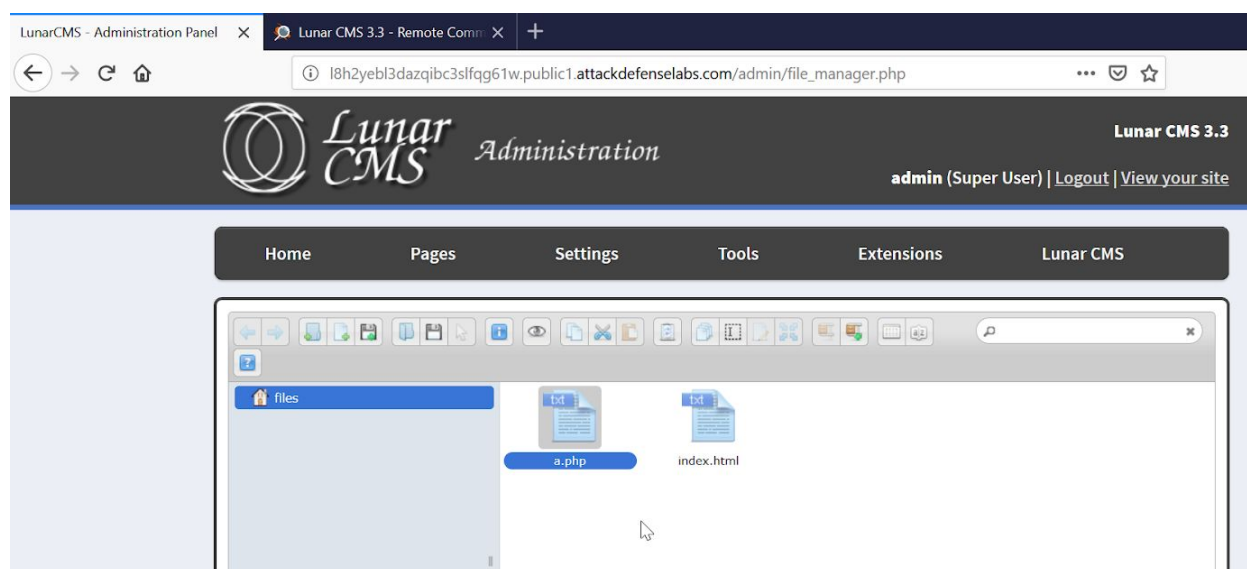 LunarCMS - Administration Panel
Lunar CMS 3.3 - Remote Comm
l8h2yebl3dazqibc3slfqg61w.public1.attackdefenselabs.com/admin/file_manager.php
Lunar CMS
Administration
Lunar CMS 3.3
admin (Super User) | Logout | View your site
Home Pages Settings Tools Extensions Lunar CMS
files
txt txt
a.php index.html